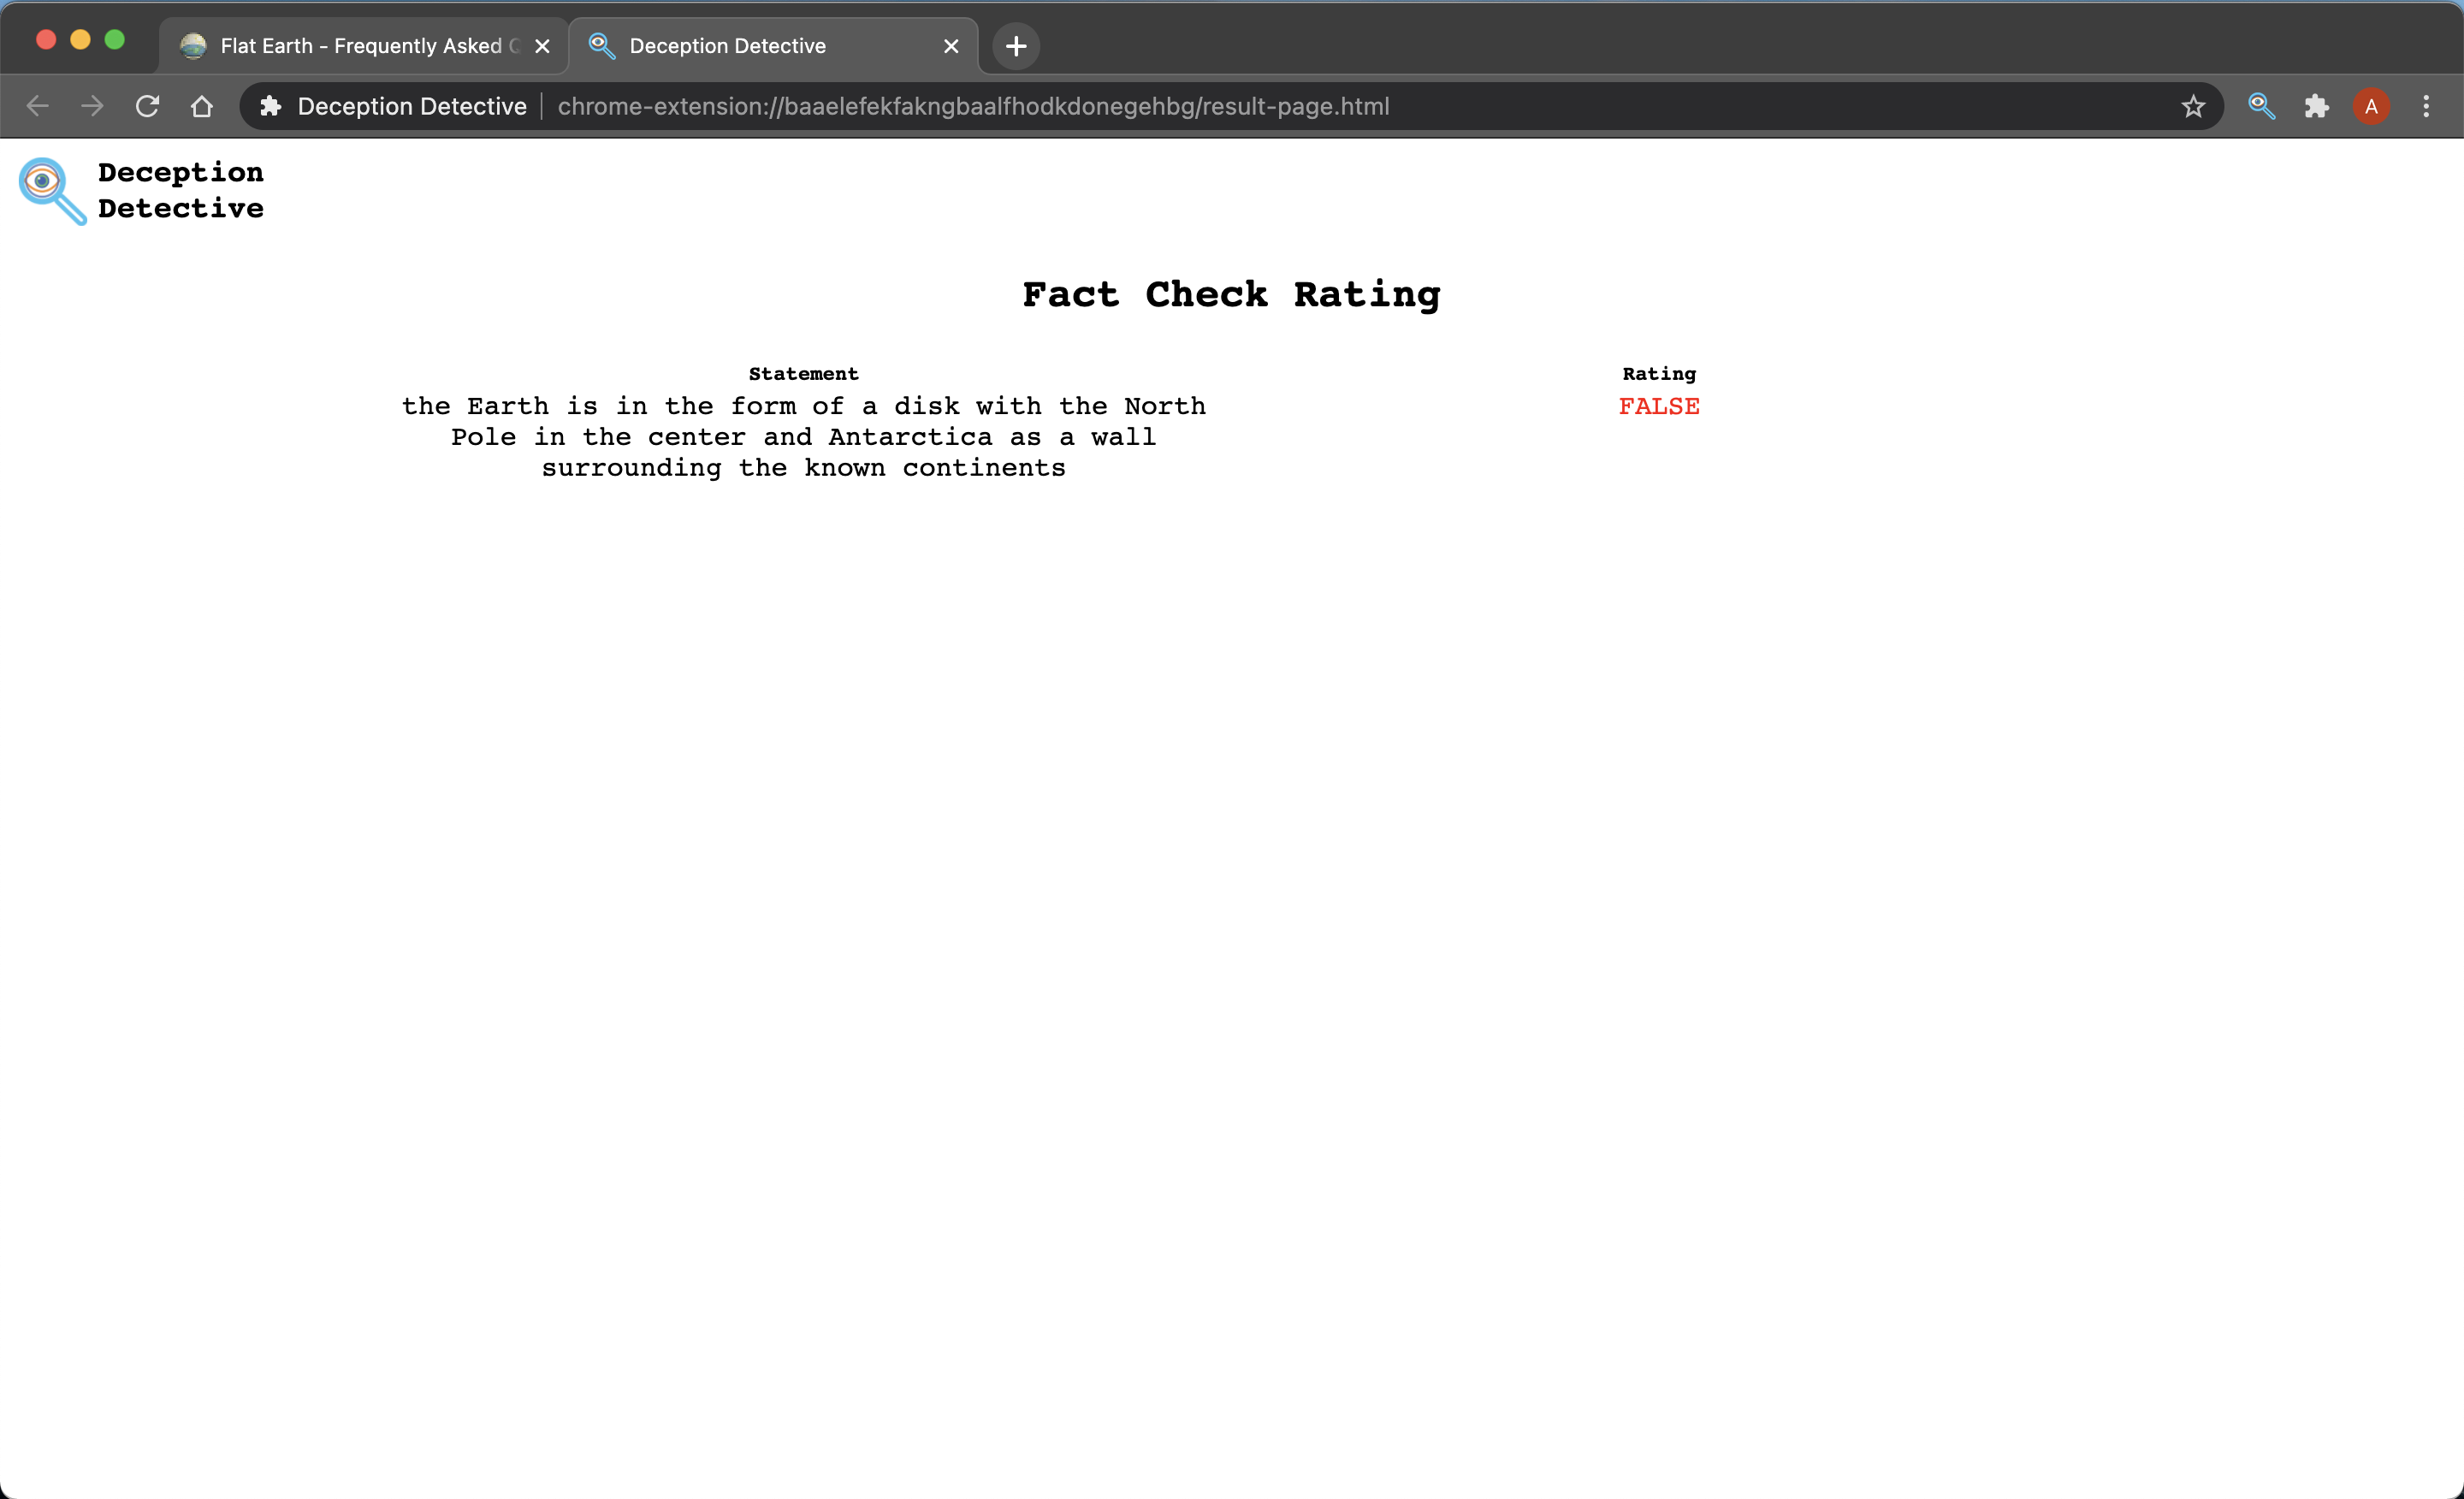 Flat Earth - Frequently Asked
Deception Detective
Deception Detective
chrome-extension://baaelefekfakngbaalfhodkdonegehbg/result-page.html
A
Deception
Detective
Fact Check Rating
Statement
Rating
the Earth is in the form of a disk with the North
FALSE
Pole in the center and Antarctica as a wall
surrounding the known continents